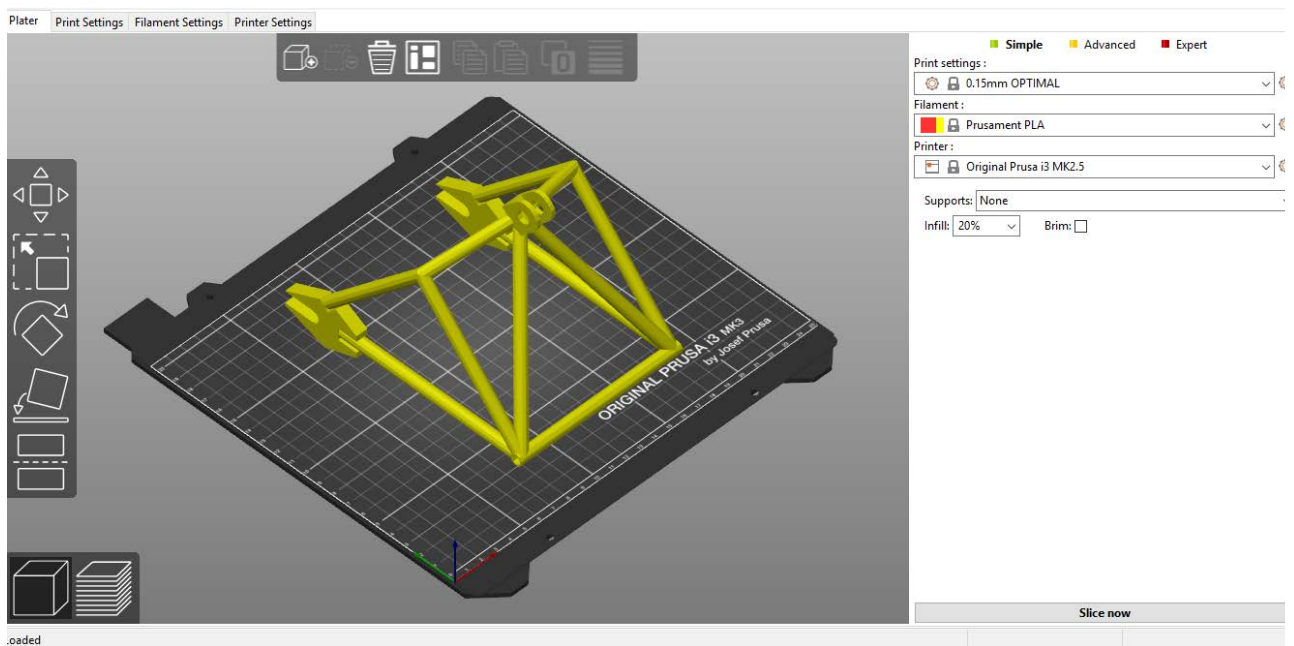 Plater Print Settings Filament Settings Printer Settings
Simple Advanced Expert
Print settings :
0.15mm OPTIMAL
Filament :
Prusament PLA
Printer :
Original Prusa i3 MK2.5
Supports: None
Infill: 20% Brim:
ORIGINAL PRUSA i3 MK3
by Josef Prusa
Slice now
.oaded